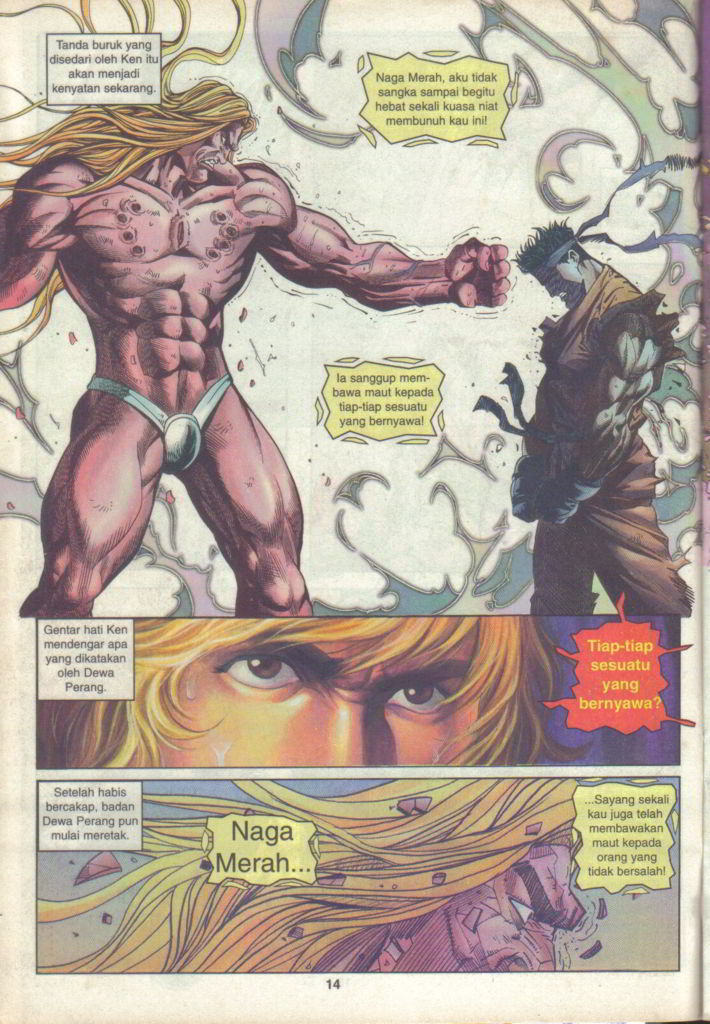 Tanda buruk yang
disedari oleh Ken itu
akan menjadi
kenyatan sekarang.
Naga Merah, aku tidak
sangka sampai begitu
hebat sekali kuasa niat
membunuh kau ini!
Ia sanggup mem-
bawa maut kepada
tiap-tiap sesuatu
yang bernyawa!
Gentar hati Ken
mendengar apa
yang dikatakan
oleh Dewa
Perang.
Tiap-tiap
sesuatu
yang
bernyawa?
Setelah habis
bercakap, badan
Dewa Perang pun
mulai meretak.
Naga
Merah...
...Sayang sekali
kau juga telah
membawakan
maut kepada
orang yang
tidak bersalah!
14